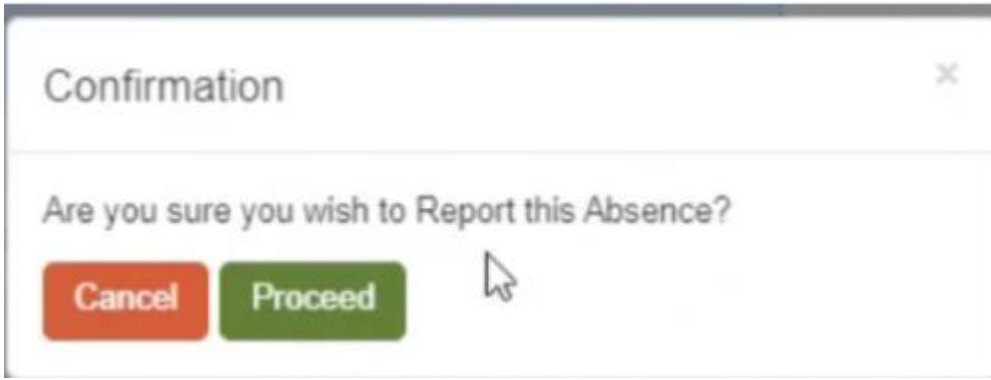 Confirmation
×
Are you sure you wish to Report this Absence?
Cancel Proceed